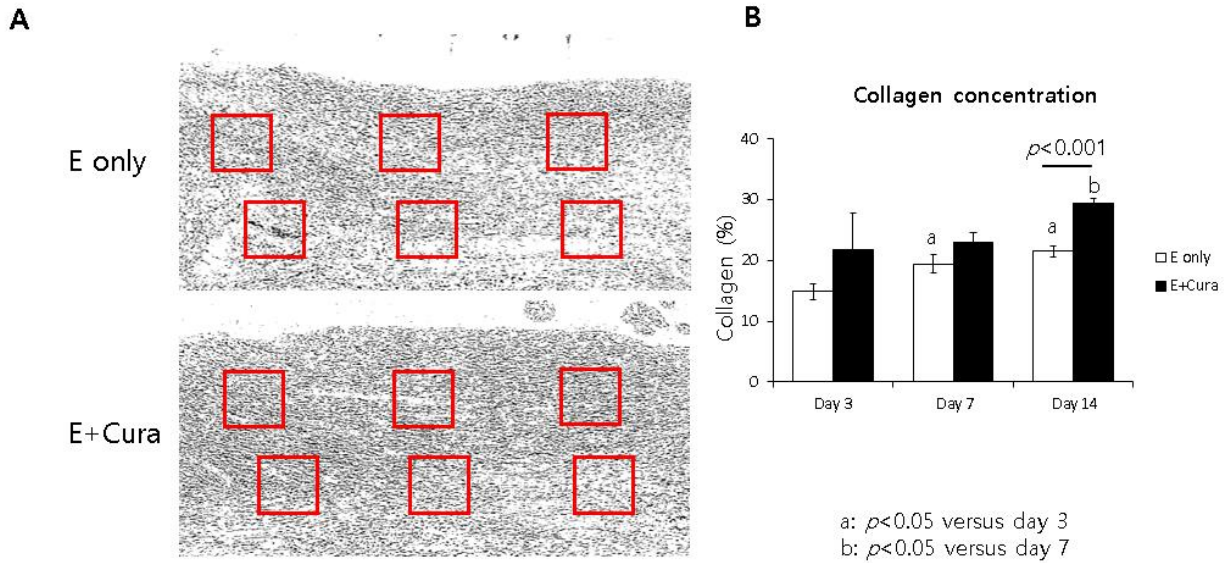 A
E only
E+Cura
B
Collagen concentration
Collagen (%)
40
30
20
10
0
p<0.001
a
a
b
Day 3
Day 7
Day 14
E only
E+Cura
a: p<0.05 versus day 3
b: p<0.05 versus day 7